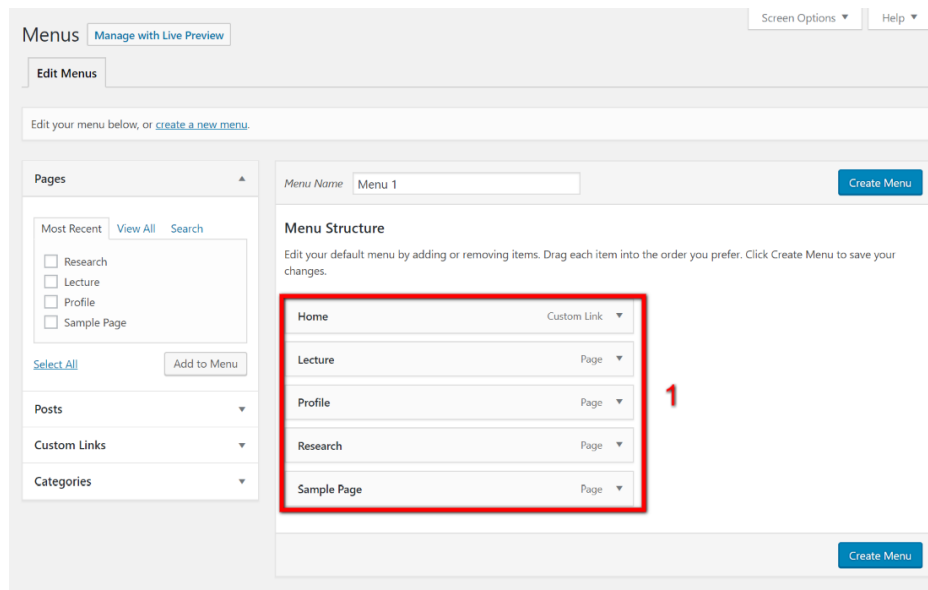 Screen Options ▼ Help ▼
Menus Manage with Live Preview
Edit Menus
Edit your menu below, or create a new menu.
Pages ▲
Most Recent View All Search
Research
Lecture
Profile
Sample Page
Select All Add to Menu
Posts ▼
Custom Links ▼
Categories ▼
Menu Name Menu 1 Create Menu
Menu Structure
Edit your default menu by adding or removing items. Drag each item into the order you prefer. Click Create Menu to save your
changes.
Home Custom Link ▼
Lecture Page ▼
Profile Page ▼
Research Page ▼
Sample Page Page ▼
1
Create Menu